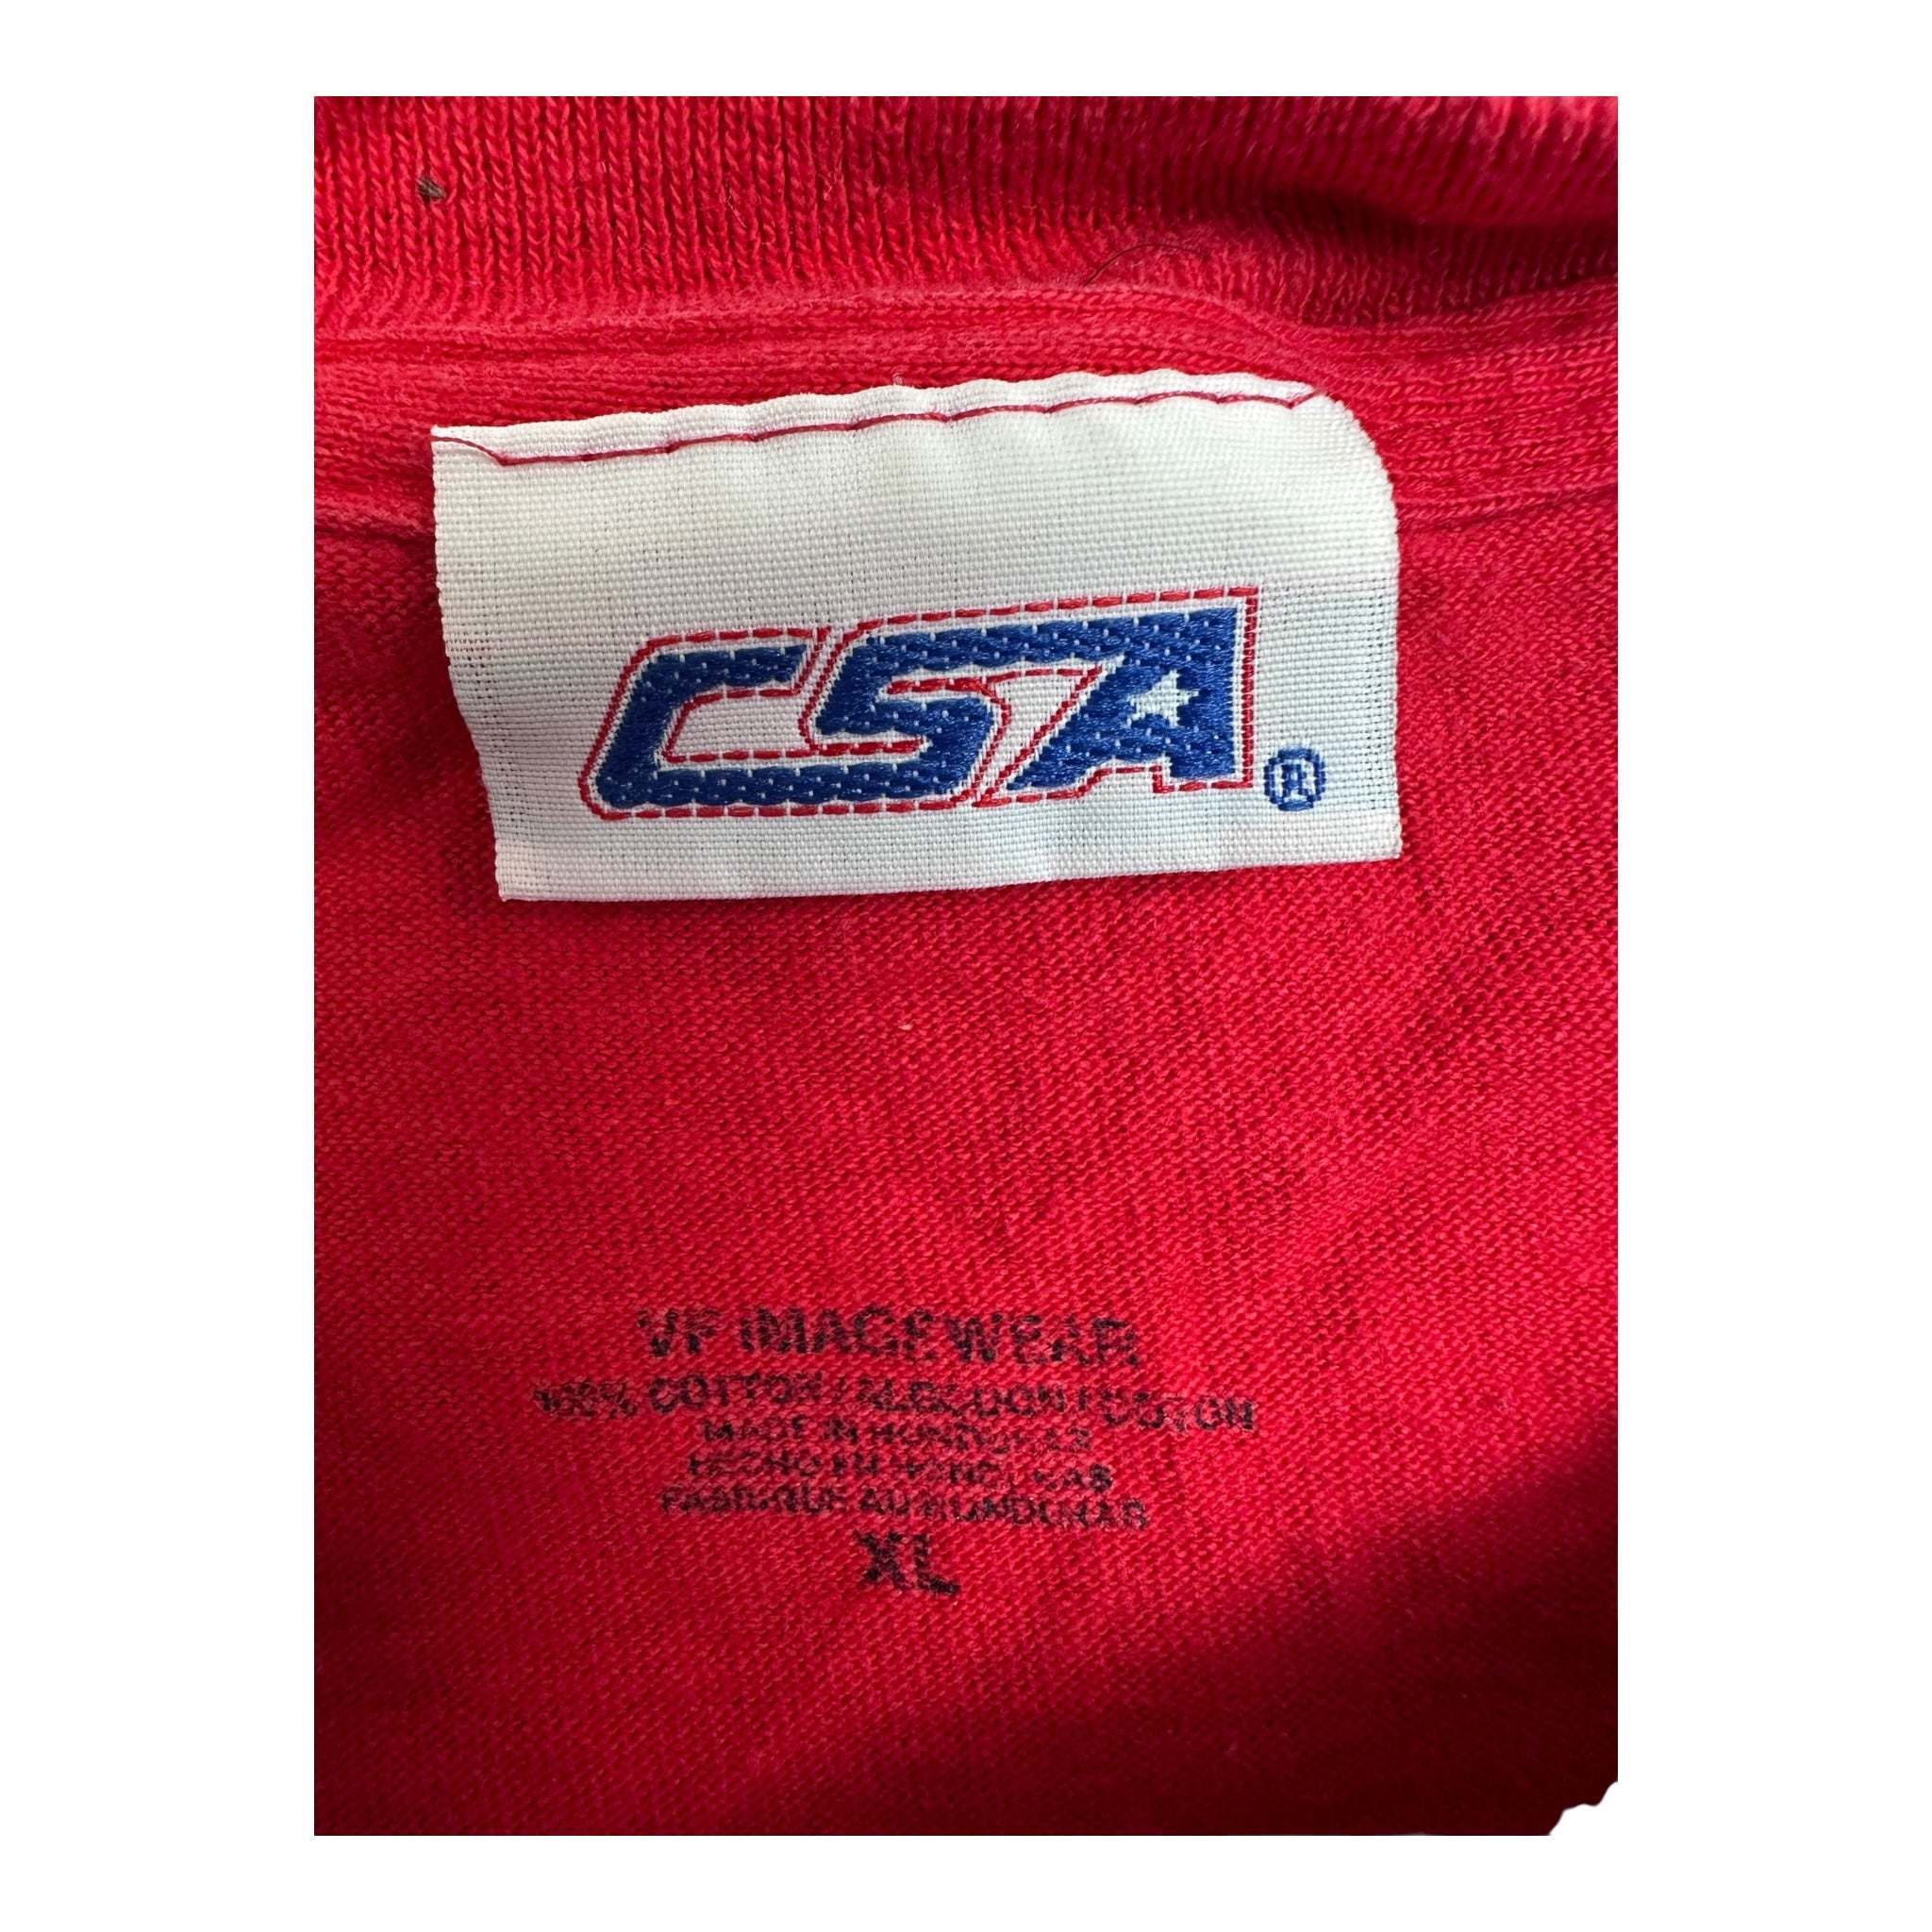 CSA®
VF IMAGEWEAR
100% COTTON / ALGODON / COTON
MADE IN HONDURAS
HECHO EN HONDURAS
FABRIQUE AU HONDURAS
XL